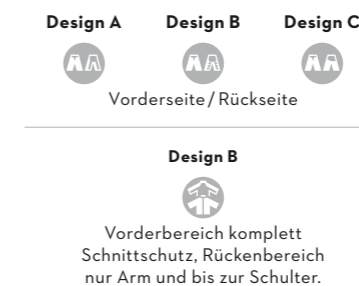 Design A Design B Design C
Vorderseite / Rückseite
Design B
Vorderbereich komplett
Schnittschutz, Rückenbereich
nur Arm und bis zur Schulter.